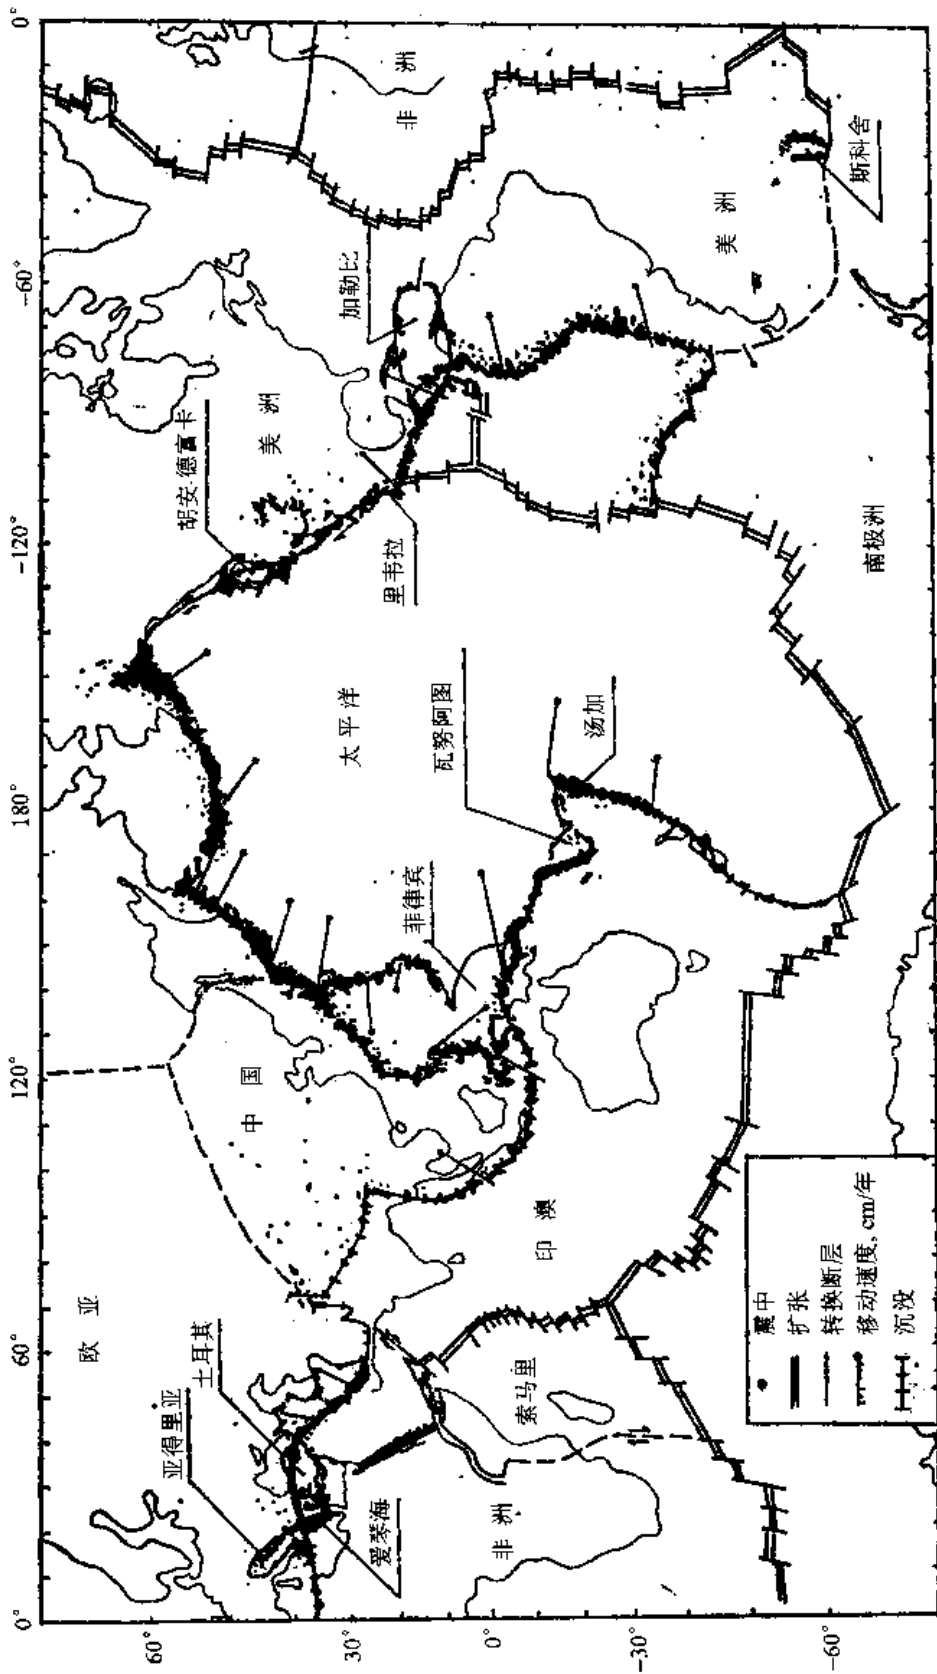 0°
60°
120°
180°
−120°
−60°
0°
60°
30°
0°
−30°
−60°
欧亚
中国
太平洋
美洲
非洲
非洲
索马里
印澳
美洲
南极洲
亚得里亚
土耳其
爱琴海
菲律宾
瓦努阿图
汤加
胡安·德富卡
里韦拉
加勒比
斯科舍
震中
扩张
转换断层
移动速度, cm/年
沉没